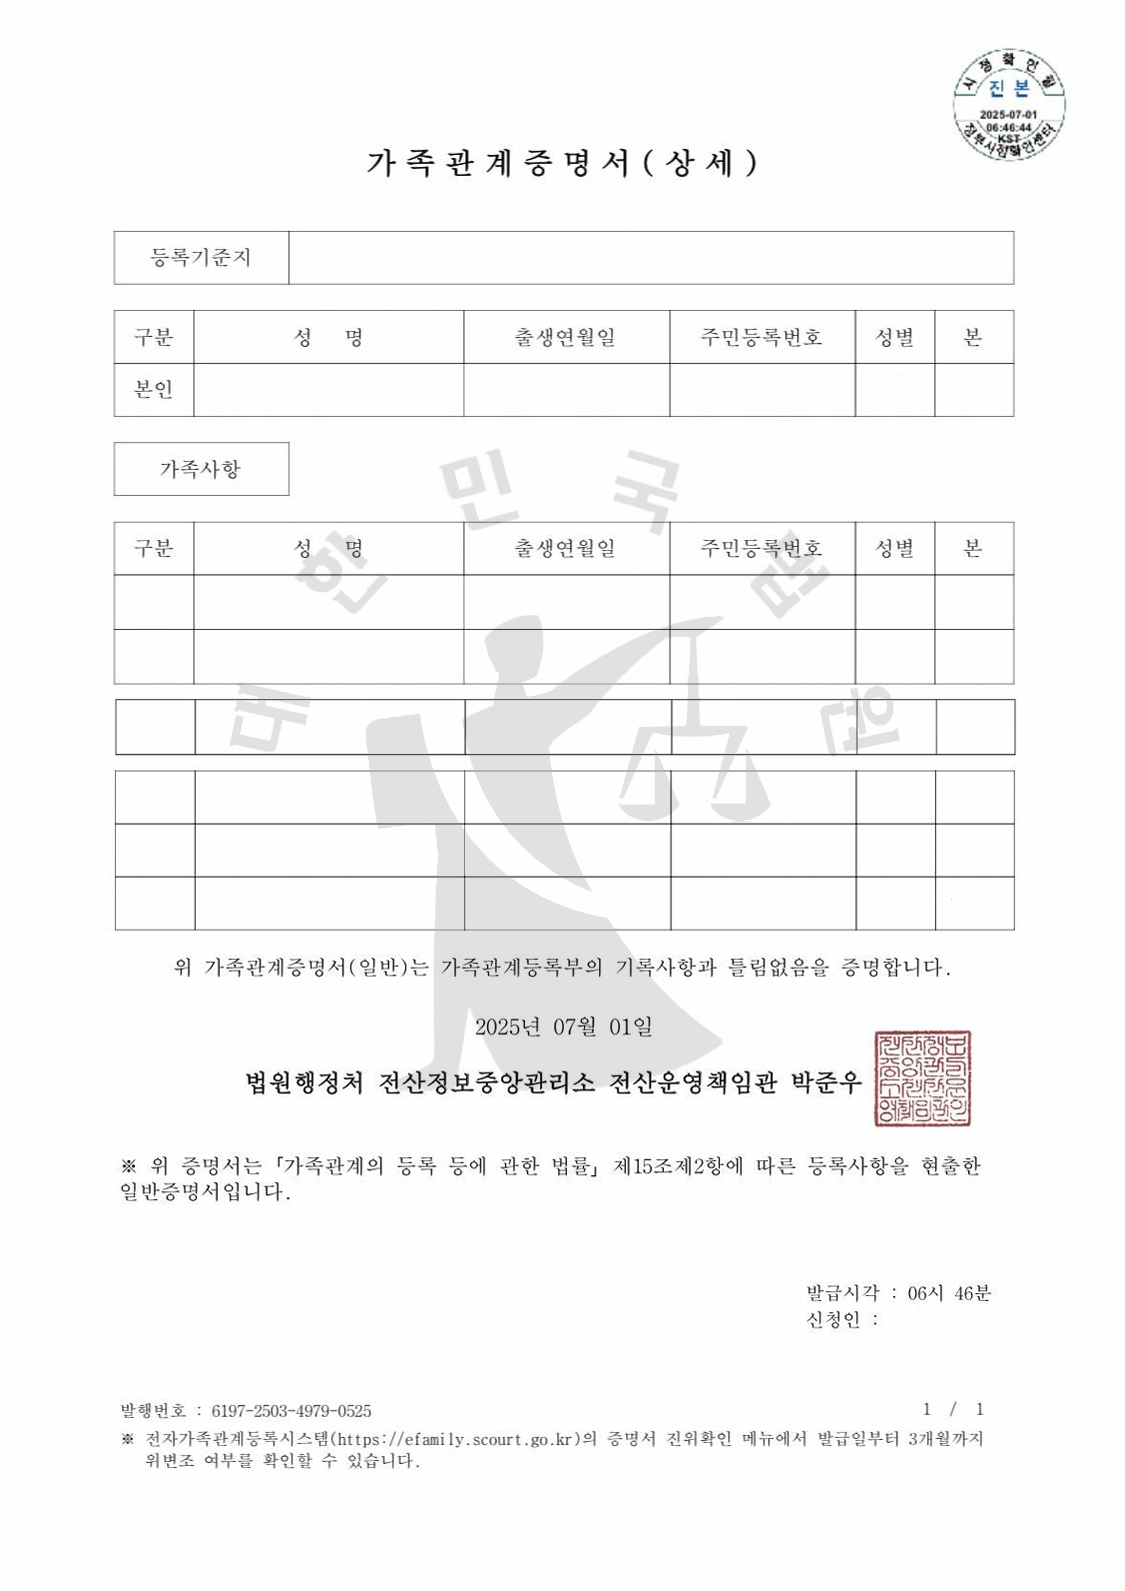 시점확인필
진본
2025-07-01
06:46:44
KST
정부시점확인센터
가족관계증명서(상세)
등록기준지
구분 성 명 출생연월일 주민등록번호 성별 본
본인
가족사항
구분 성 명 출생연월일 주민등록번호 성별 본
대한민국법원
위 가족관계증명서(일반)는 가족관계등록부의 기록사항과 틀림없음을 증명합니다.
2025년 07월 01일
법원행정처 전산정보중앙관리소 전산운영책임관 박준우
※ 위 증명서는 「가족관계의 등록 등에 관한 법률」 제15조제2항에 따른 등록사항을 현출한
일반증명서입니다.
발급시각 : 06시 46분
신청인 :
발행번호 : 6197-2503-4979-0525
1 / 1
※ 전자가족관계등록시스템(https://efamily.scourt.go.kr)의 증명서 진위확인 메뉴에서 발급일부터 3개월까지
위변조 여부를 확인할 수 있습니다.